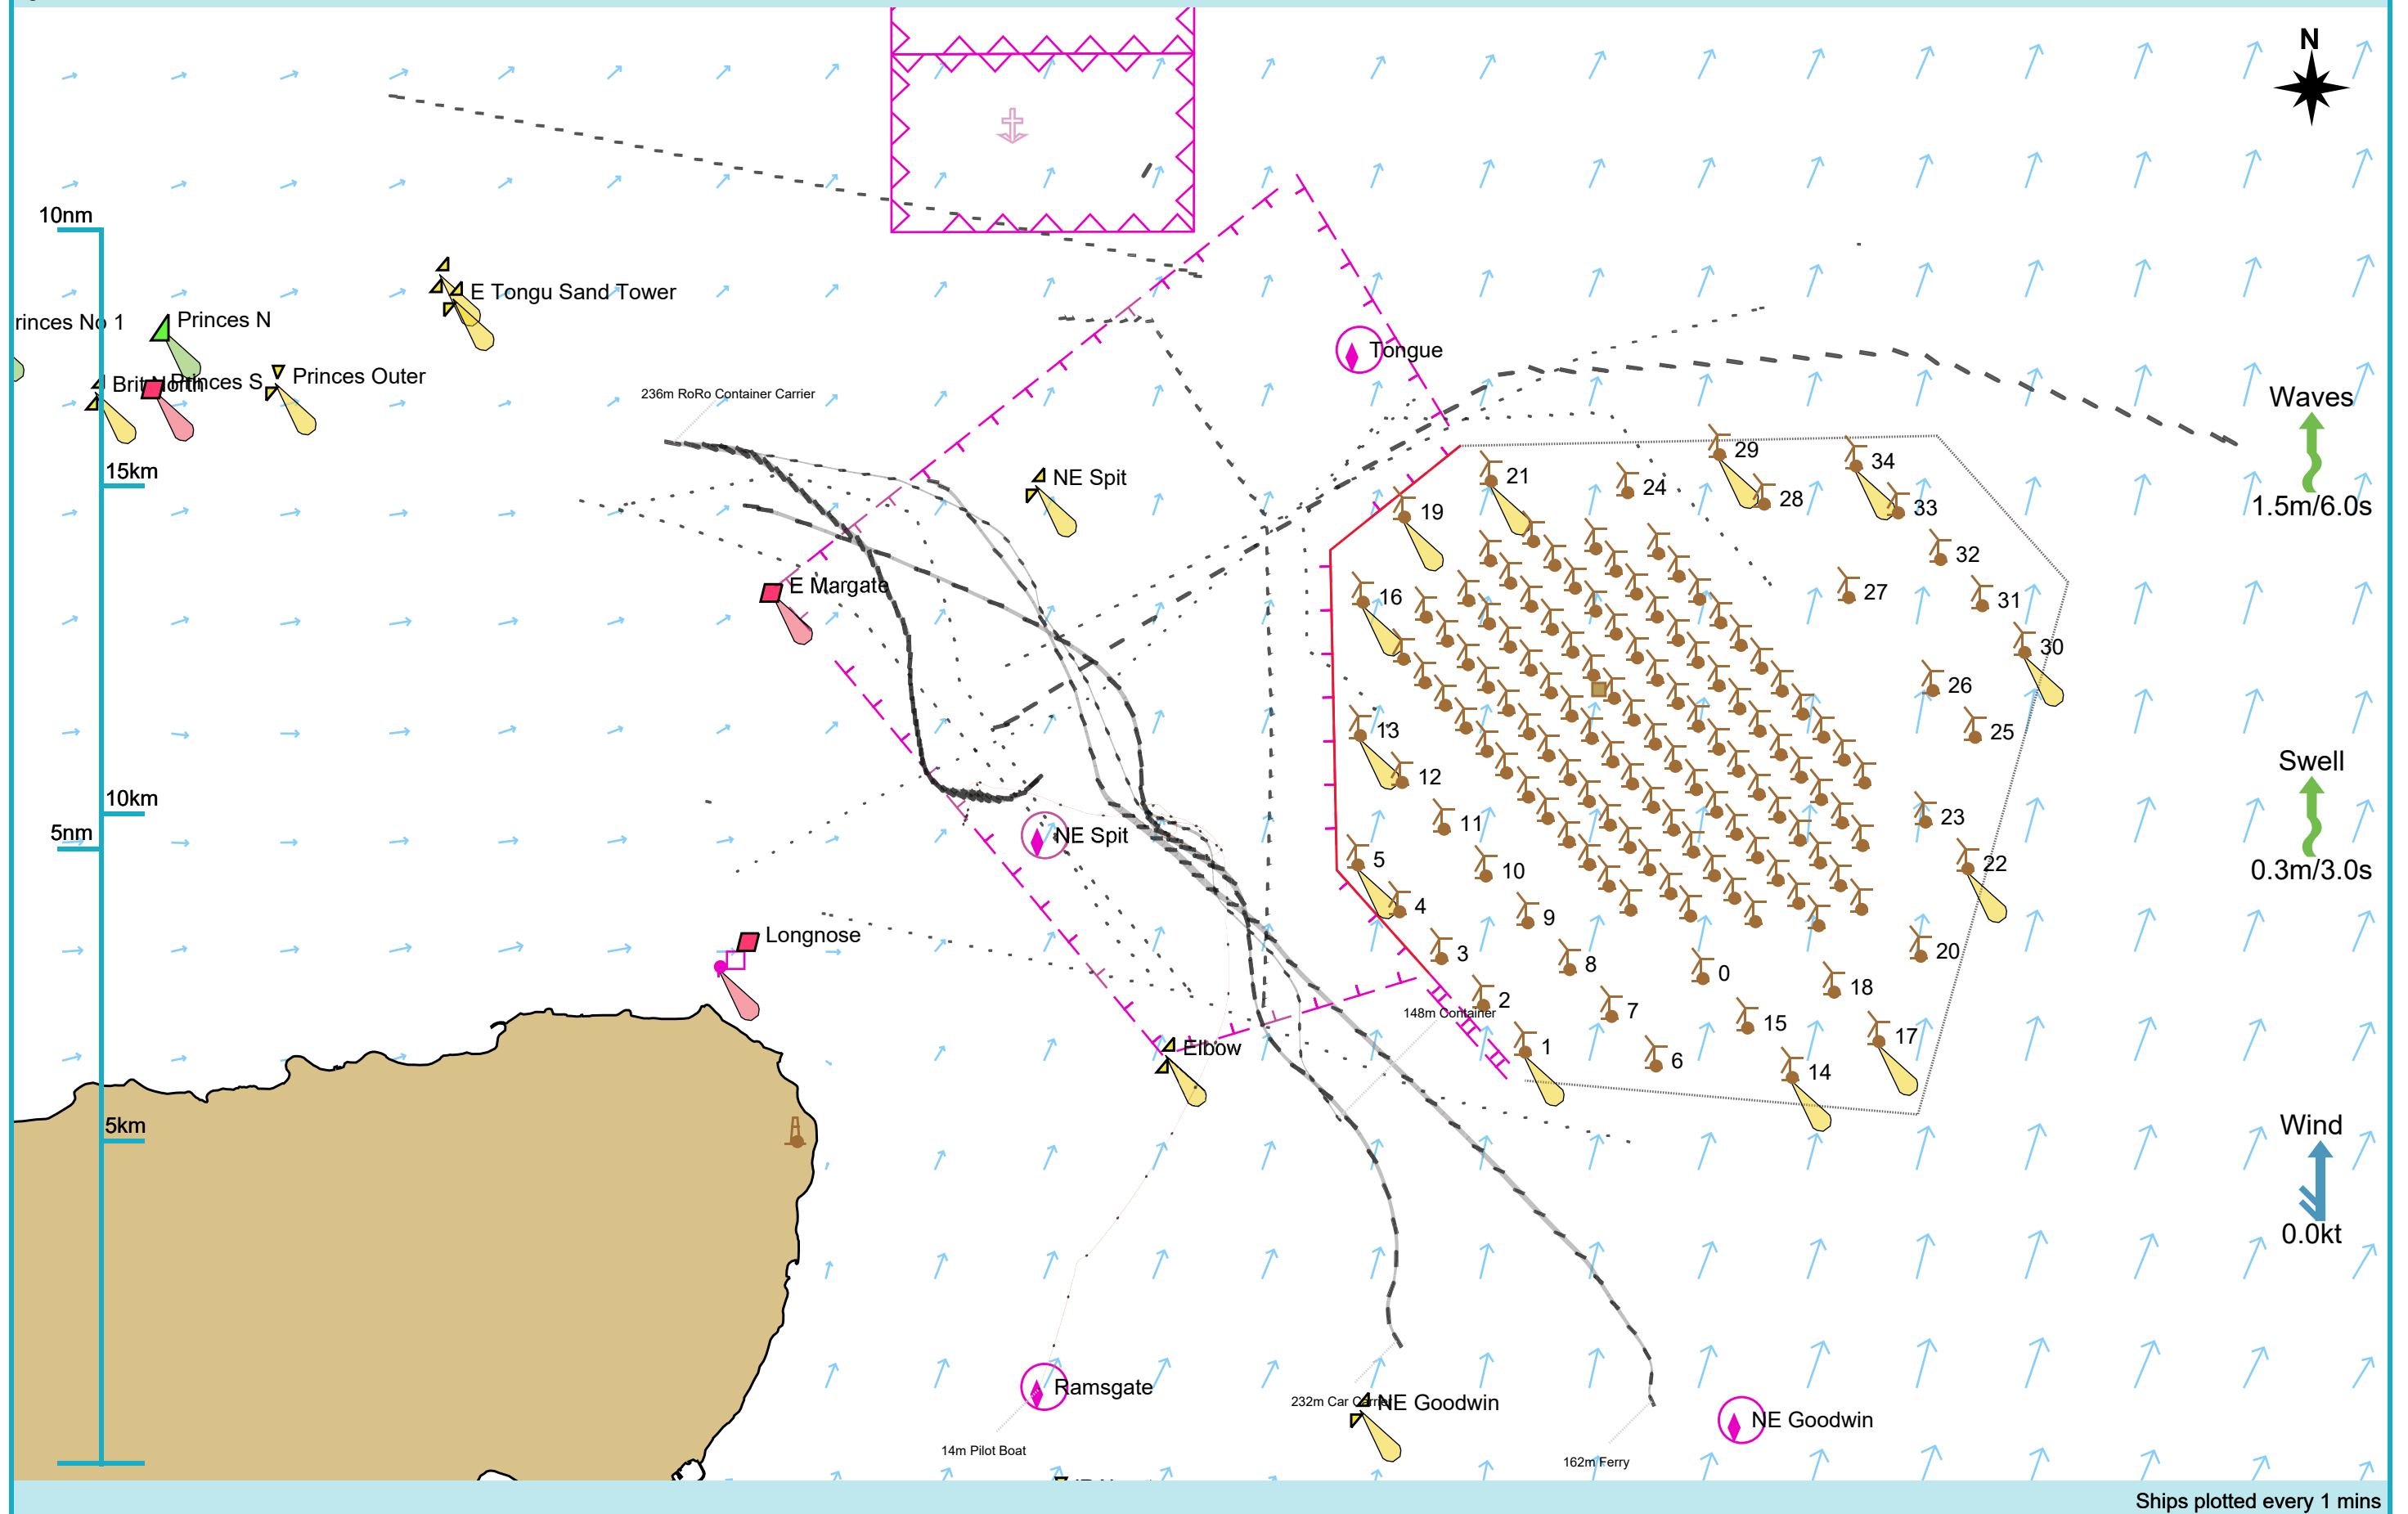 N
10nm
E Tongu Sand Tower
rinces No 1
Princes N
Tongue
Brit North
Princes S
Princes Outer
236m RoRo Container Carrier
Waves
1.5m/6.0s
29
34
21
24
28
33
NE Spit
15km
19
32
E Margate
16
27
31
30
26
25
13
12
Swell
0.3m/3.0s
10km
5nm
NE Spit
11
23
5
10
22
4
9
Longnose
3
8
0
20
2
18
148m Container
7
15
17
Elbow
1
6
14
5km
Wind
0.0kt
Ramsgate
232m Car Carrier
NE Goodwin
NE Goodwin
14m Pilot Boat
162m Ferry
Ships plotted every 1 mins